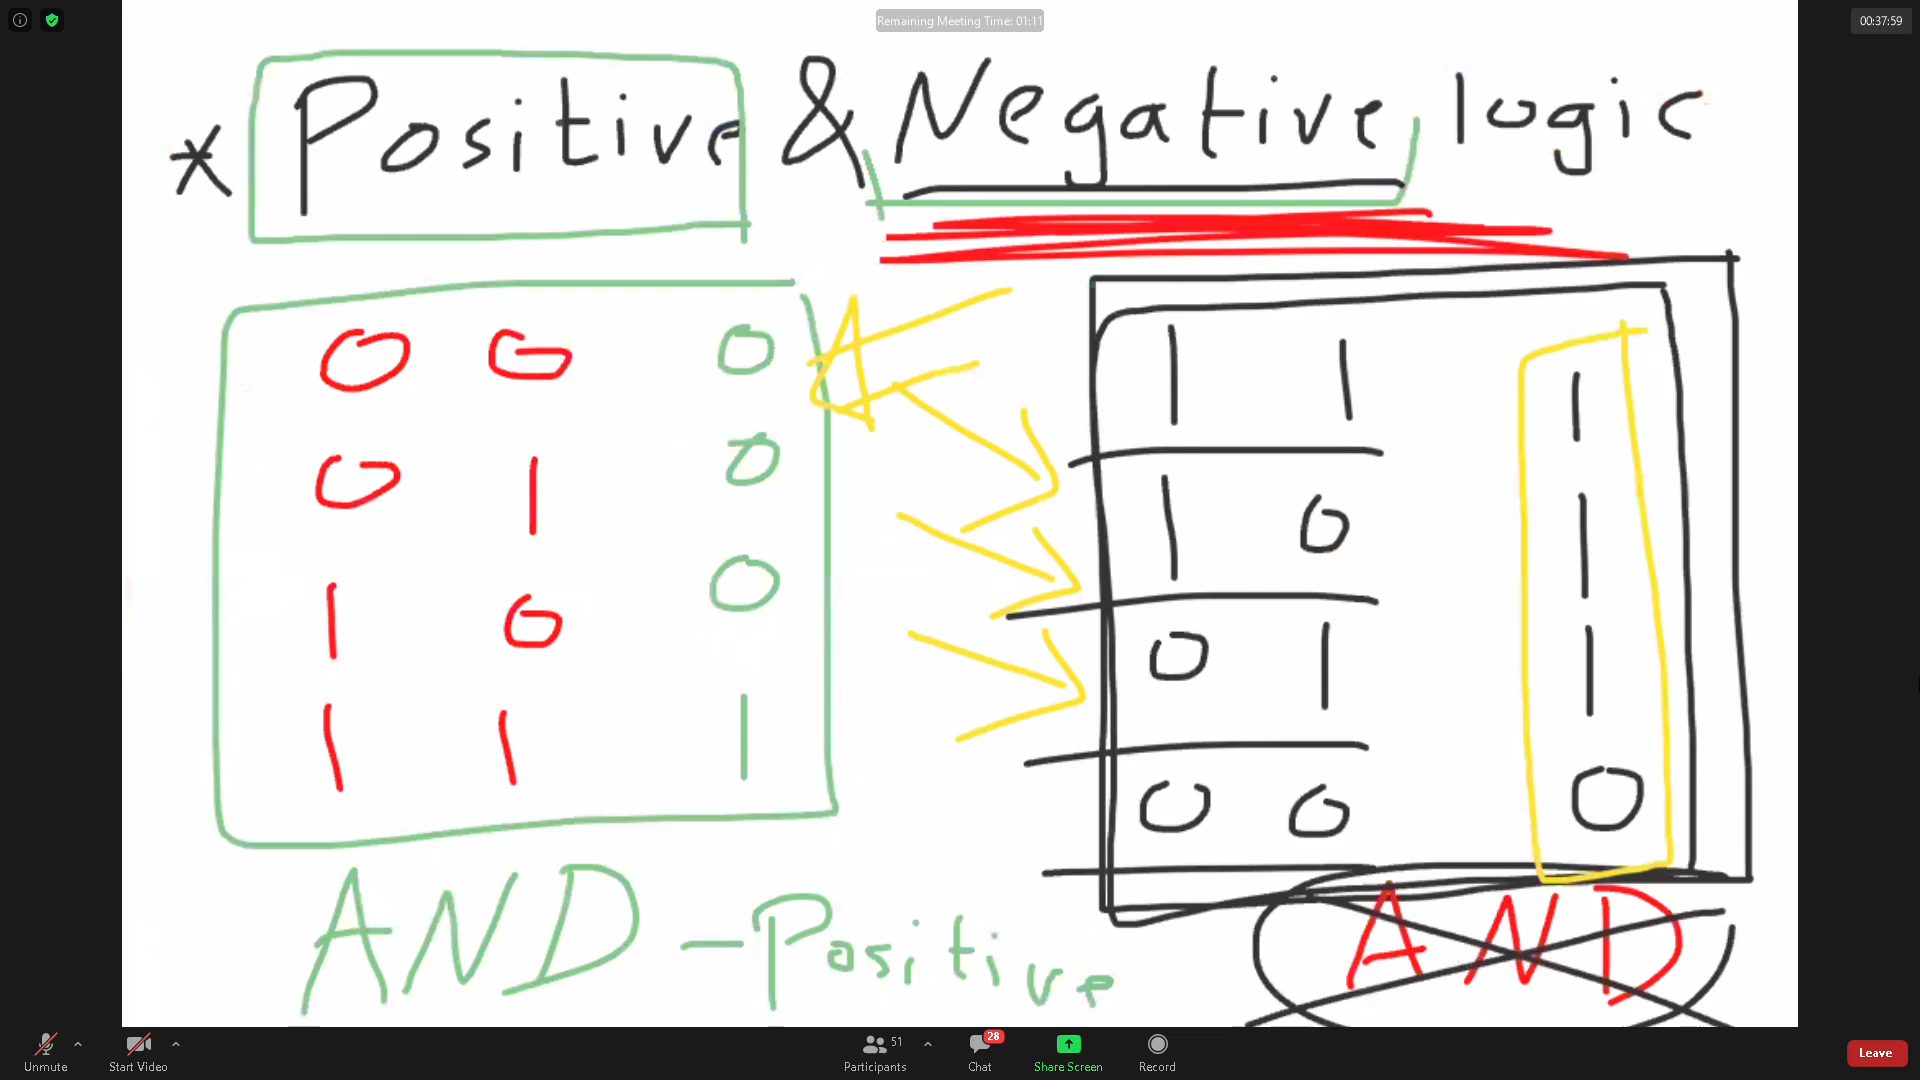 Remaining Meeting Time: 01:11
00:37:59
* Positive & Negative logic
0 0 0
0 1 0
1 0 0
1 1 1
AND - Positive
1 1 1
1 0 1
0 1 1
0 0 0
AND
Unmute
Start Video
51
Participants
28
Chat
Share Screen
Record
Leave